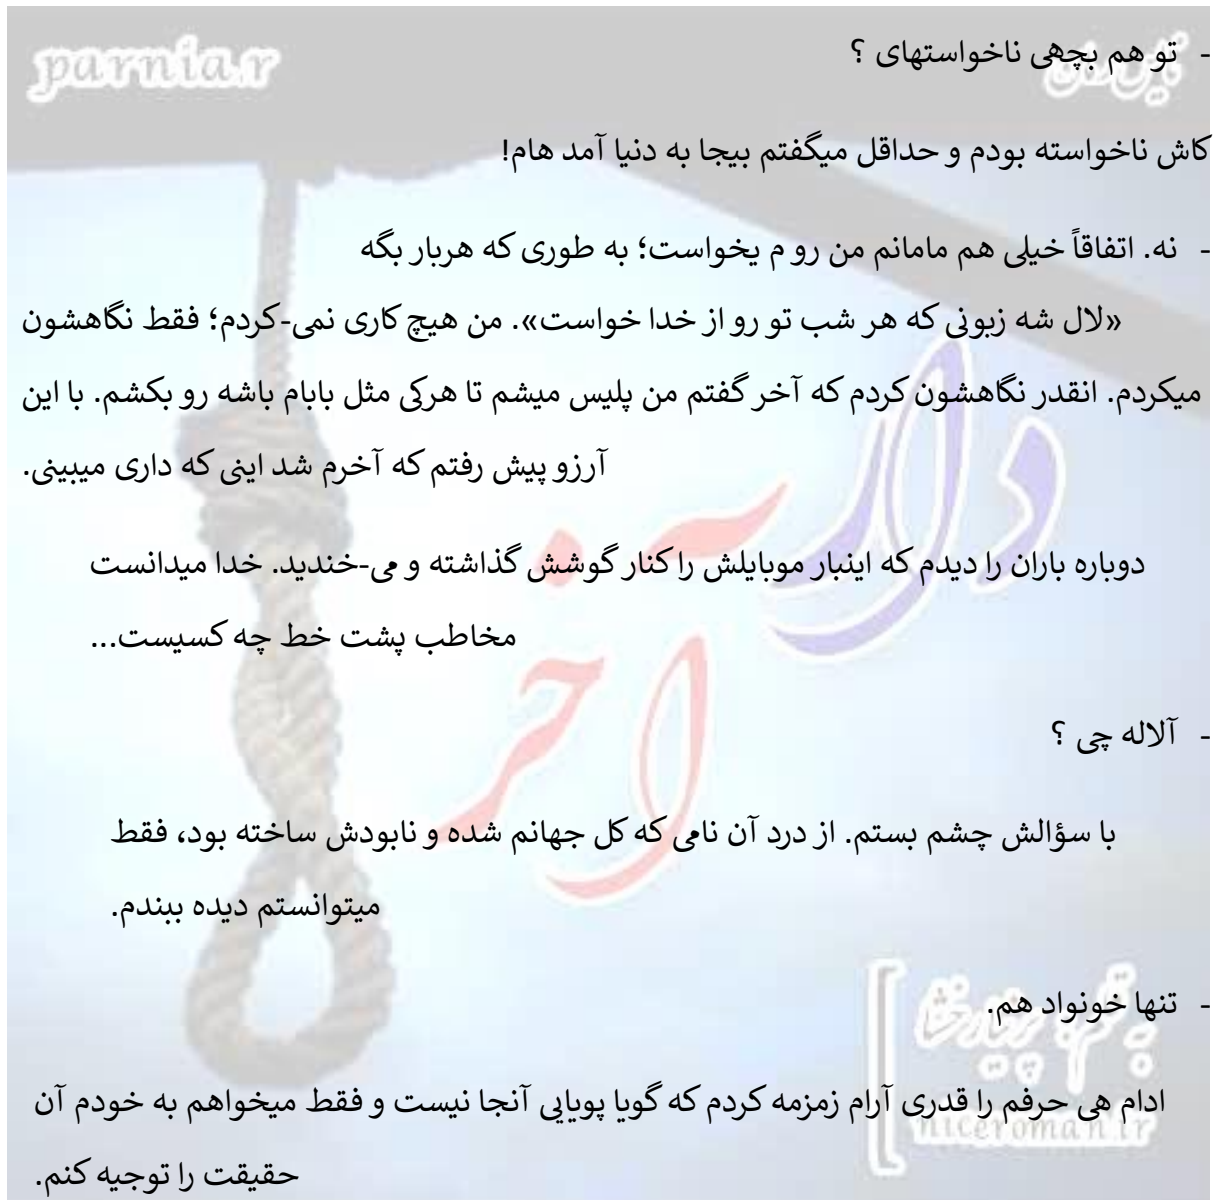 parnia.r
- تو هم بچهی ناخواستهای ؟
کاش ناخواسته بودم و حداقل میگفتم بیجا به دنیا آمد هام!
- نه. اتفاقاً خیلی هم مامانم من رو م یخواست؛ به طوری که هربار بگه
«لال شه زبونی که هر شب تو رو از خدا خواست». من هیچ کاری نمی-کردم؛ فقط نگاهشون
میکردم. انقدر نگاهشون کردم که آخر گفتم من پلیس میشم تا هرکی مثل بابام باشه رو بکشم. با این
آرزو پیش رفتم که آخرم شد اینی که داری میبینی.
دوباره باران را دیدم که اینبار موبایلش را کنار گوشش گذاشته و می-خندید. خدا میدانست
مخاطب پشت خط چه کسیست...
دار
آخر
- آلاله چی ؟
با سؤالش چشم بستم. از درد آن نامی که کل جهانم شده و نابودش ساخته بود، فقط
میتوانستم دیده ببندم.
- تنها خونواد هم.
ادام هی حرفم را قدری آرام زمزمه کردم که گویا پویایی آنجا نیست و فقط میخواهم به خودم آن
niceroman.ir
حقیقت را توجیه کنم.